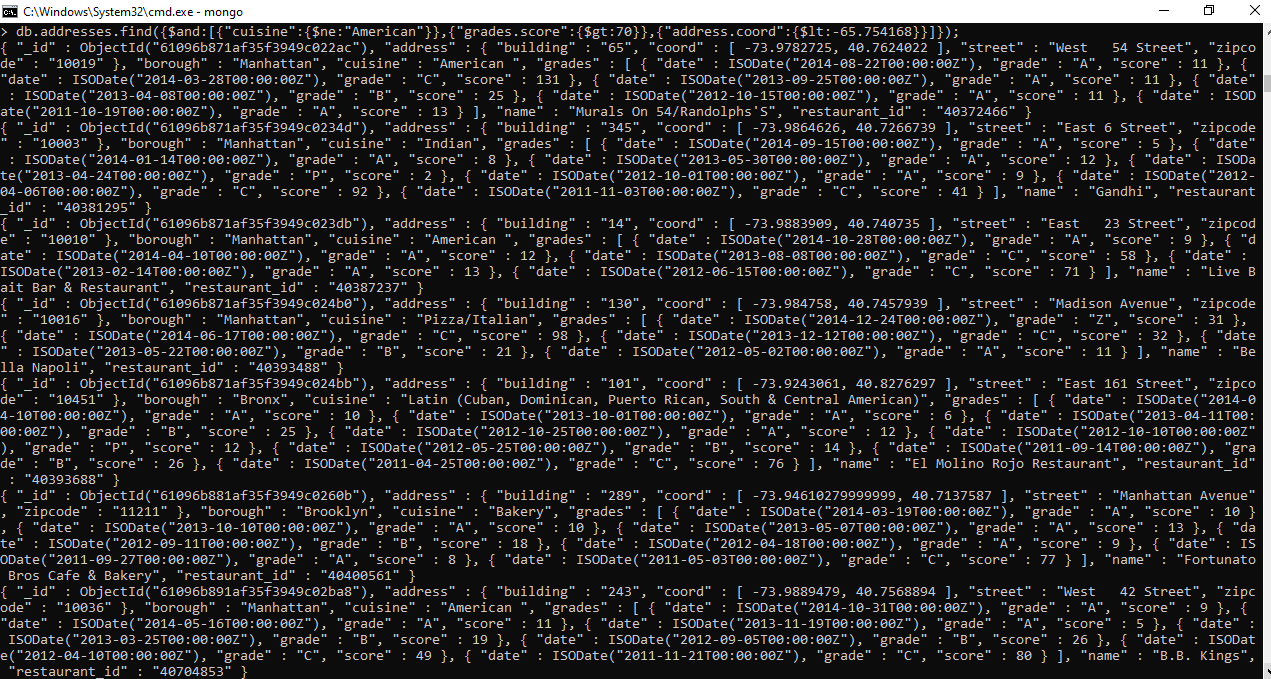 C:\Windows\System32\cmd.exe - mongo
> db.addresses.find({$and:[{"cuisine":{$ne:"American"}},{"grades.score":{$gt:70}},{"address.coord":{$lt:-65.754168}}]});
{ "_id" : ObjectId("61096b871af35f3949c022ac"), "address" : { "building" : "65", "coord" : [ -73.9782725, 40.7624022 ], "street" : "West   54 Street", "zipco
de" : "10019" }, "borough" : "Manhattan", "cuisine" : "American ", "grades" : [ { "date" : ISODate("2014-08-22T00:00:00Z"), "grade" : "A", "score" : 11 }, {
"date" : ISODate("2014-03-28T00:00:00Z"), "grade" : "C", "score" : 131 }, { "date" : ISODate("2013-09-25T00:00:00Z"), "grade" : "A", "score" : 11 }, { "date"
 : ISODate("2013-04-08T00:00:00Z"), "grade" : "B", "score" : 25 }, { "date" : ISODate("2012-10-15T00:00:00Z"), "grade" : "A", "score" : 11 }, { "date" : ISOD
ate("2011-10-19T00:00:00Z"), "grade" : "A", "score" : 13 } ], "name" : "Murals On 54/Randolphs'S", "restaurant_id" : "40372466" }
{ "_id" : ObjectId("61096b871af35f3949c0234d"), "address" : { "building" : "345", "coord" : [ -73.9864626, 40.7266739 ], "street" : "East 6 Street", "zipcode
" : "10003" }, "borough" : "Manhattan", "cuisine" : "Indian", "grades" : [ { "date" : ISODate("2014-09-15T00:00:00Z"), "grade" : "A", "score" : 5 }, { "date"
 : ISODate("2014-01-14T00:00:00Z"), "grade" : "A", "score" : 8 }, { "date" : ISODate("2013-05-30T00:00:00Z"), "grade" : "A", "score" : 12 }, { "date" : ISODa
te("2013-04-24T00:00:00Z"), "grade" : "P", "score" : 2 }, { "date" : ISODate("2012-10-01T00:00:00Z"), "grade" : "A", "score" : 9 }, { "date" : ISODate("2012-
04-06T00:00:00Z"), "grade" : "C", "score" : 92 }, { "date" : ISODate("2011-11-03T00:00:00Z"), "grade" : "C", "score" : 41 } ], "name" : "Gandhi", "restaurant
_id" : "40381295" }
{ "_id" : ObjectId("61096b871af35f3949c023db"), "address" : { "building" : "14", "coord" : [ -73.9883909, 40.740735 ], "street" : "East   23 Street", "zipcod
e" : "10010" }, "borough" : "Manhattan", "cuisine" : "American ", "grades" : [ { "date" : ISODate("2014-10-28T00:00:00Z"), "grade" : "A", "score" : 9 }, { "d
ate" : ISODate("2014-04-10T00:00:00Z"), "grade" : "A", "score" : 12 }, { "date" : ISODate("2013-08-08T00:00:00Z"), "grade" : "C", "score" : 58 }, { "date" :
ISODate("2013-02-14T00:00:00Z"), "grade" : "A", "score" : 13 }, { "date" : ISODate("2012-06-15T00:00:00Z"), "grade" : "C", "score" : 71 } ], "name" : "Live B
ait Bar & Restaurant", "restaurant_id" : "40387237" }
{ "_id" : ObjectId("61096b871af35f3949c024b0"), "address" : { "building" : "130", "coord" : [ -73.984758, 40.7457939 ], "street" : "Madison Avenue", "zipcode
" : "10016" }, "borough" : "Manhattan", "cuisine" : "Pizza/Italian", "grades" : [ { "date" : ISODate("2014-12-24T00:00:00Z"), "grade" : "Z", "score" : 31 },
{ "date" : ISODate("2014-06-17T00:00:00Z"), "grade" : "C", "score" : 98 }, { "date" : ISODate("2013-12-12T00:00:00Z"), "grade" : "C", "score" : 32 }, { "date
" : ISODate("2013-05-22T00:00:00Z"), "grade" : "B", "score" : 21 }, { "date" : ISODate("2012-05-02T00:00:00Z"), "grade" : "A", "score" : 11 } ], "name" : "Be
lla Napoli", "restaurant_id" : "40393488" }
{ "_id" : ObjectId("61096b871af35f3949c024bb"), "address" : { "building" : "101", "coord" : [ -73.9243061, 40.8276297 ], "street" : "East 161 Street", "zipco
de" : "10451" }, "borough" : "Bronx", "cuisine" : "Latin (Cuban, Dominican, Puerto Rican, South & Central American)", "grades" : [ { "date" : ISODate("2014-0
4-10T00:00:00Z"), "grade" : "A", "score" : 10 }, { "date" : ISODate("2013-10-01T00:00:00Z"), "grade" : "A", "score" : 6 }, { "date" : ISODate("2013-04-11T00:
00:00Z"), "grade" : "B", "score" : 25 }, { "date" : ISODate("2012-10-25T00:00:00Z"), "grade" : "A", "score" : 12 }, { "date" : ISODate("2012-10-10T00:00:00Z"
), "grade" : "P", "score" : 12 }, { "date" : ISODate("2012-05-25T00:00:00Z"), "grade" : "B", "score" : 14 }, { "date" : ISODate("2011-09-14T00:00:00Z"), "gra
de" : "B", "score" : 26 }, { "date" : ISODate("2011-04-25T00:00:00Z"), "grade" : "C", "score" : 76 } ], "name" : "El Molino Rojo Restaurant", "restaurant_id"
 : "40393688" }
{ "_id" : ObjectId("61096b881af35f3949c0260b"), "address" : { "building" : "289", "coord" : [ -73.94610279999999, 40.7137587 ], "street" : "Manhattan Avenue"
, "zipcode" : "11211" }, "borough" : "Brooklyn", "cuisine" : "Bakery", "grades" : [ { "date" : ISODate("2014-03-19T00:00:00Z"), "grade" : "A", "score" : 10 }
, { "date" : ISODate("2013-10-10T00:00:00Z"), "grade" : "A", "score" : 10 }, { "date" : ISODate("2013-05-07T00:00:00Z"), "grade" : "A", "score" : 13 }, { "da
te" : ISODate("2012-09-11T00:00:00Z"), "grade" : "B", "score" : 18 }, { "date" : ISODate("2012-04-18T00:00:00Z"), "grade" : "A", "score" : 9 }, { "date" : IS
ODate("2011-09-27T00:00:00Z"), "grade" : "A", "score" : 8 }, { "date" : ISODate("2011-05-03T00:00:00Z"), "grade" : "C", "score" : 77 } ], "name" : "Fortunato
 Bros Cafe & Bakery", "restaurant_id" : "40400561" }
{ "_id" : ObjectId("61096b891af35f3949c02ba8"), "address" : { "building" : "243", "coord" : [ -73.9889479, 40.7568894 ], "street" : "West   42 Street", "zipc
ode" : "10036" }, "borough" : "Manhattan", "cuisine" : "American ", "grades" : [ { "date" : ISODate("2014-10-31T00:00:00Z"), "grade" : "A", "score" : 9 }, {
"date" : ISODate("2014-05-16T00:00:00Z"), "grade" : "A", "score" : 11 }, { "date" : ISODate("2013-11-19T00:00:00Z"), "grade" : "A", "score" : 5 }, { "date" :
 ISODate("2013-03-25T00:00:00Z"), "grade" : "B", "score" : 19 }, { "date" : ISODate("2012-09-05T00:00:00Z"), "grade" : "B", "score" : 26 }, { "date" : ISODat
e("2012-04-10T00:00:00Z"), "grade" : "C", "score" : 49 }, { "date" : ISODate("2011-11-21T00:00:00Z"), "grade" : "C", "score" : 80 } ], "name" : "B.B. Kings",
 "restaurant_id" : "40704853" }